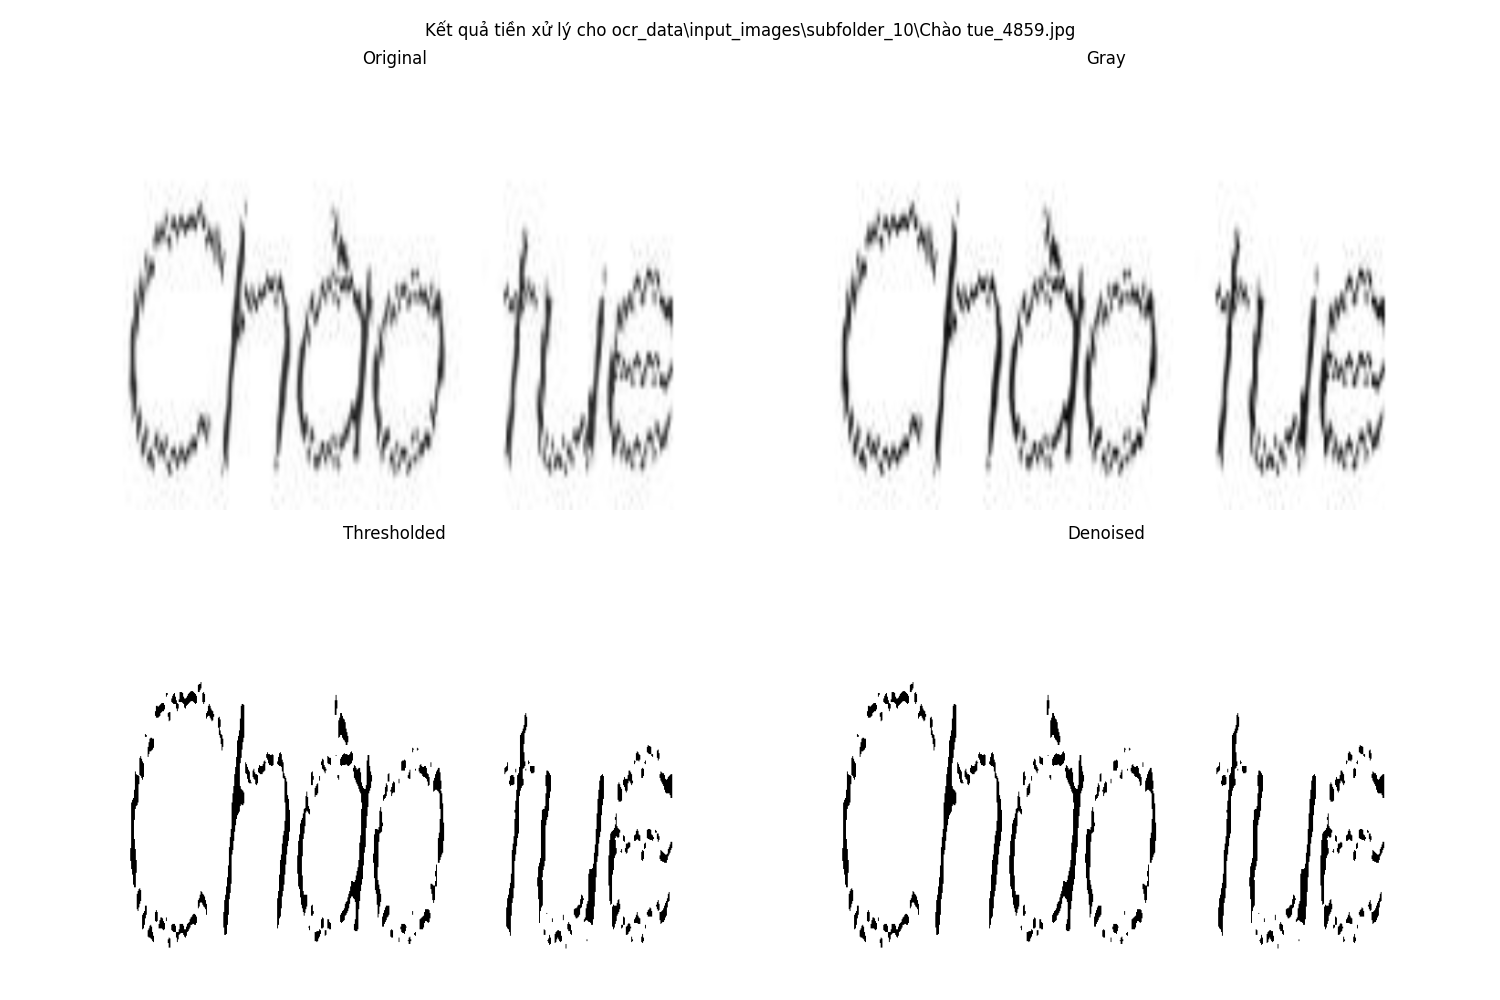 Kết quả tiền xử lý cho ocr_data\input_images\subfolder_10\Chào tue_4859.jpg
Original
Gray
Chào tue
Chào tue
Thresholded
Denoised
Chào tue
Chào tue